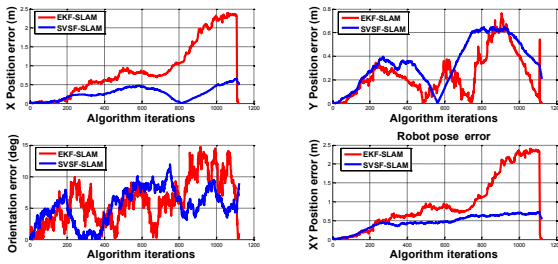 X Position error (m)
2.5
2
1.5
1
0.5
0
EKF-SLAM
SVSF-SLAM
0 200 400 600 800 1000 1200
Algorithm iterations
Y Position error (m)
0.8
0.6
0.4
0.2
0
EKF-SLAM
SVSF-SLAM
0 200 400 600 800 1000 1200
Algorithm iterations
Orientation error (deg)
15
10
5
0
EKF-SLAM
SVSF-SLAM
0 200 400 600 800 1000 1200
Algorithm iterations
Robot pose error
XY Position error (m)
2.5
2
1.5
1
0.5
0
EKF-SLAM
SVSF-SLAM
0 200 400 600 800 1000 1200
Algorithm iterations